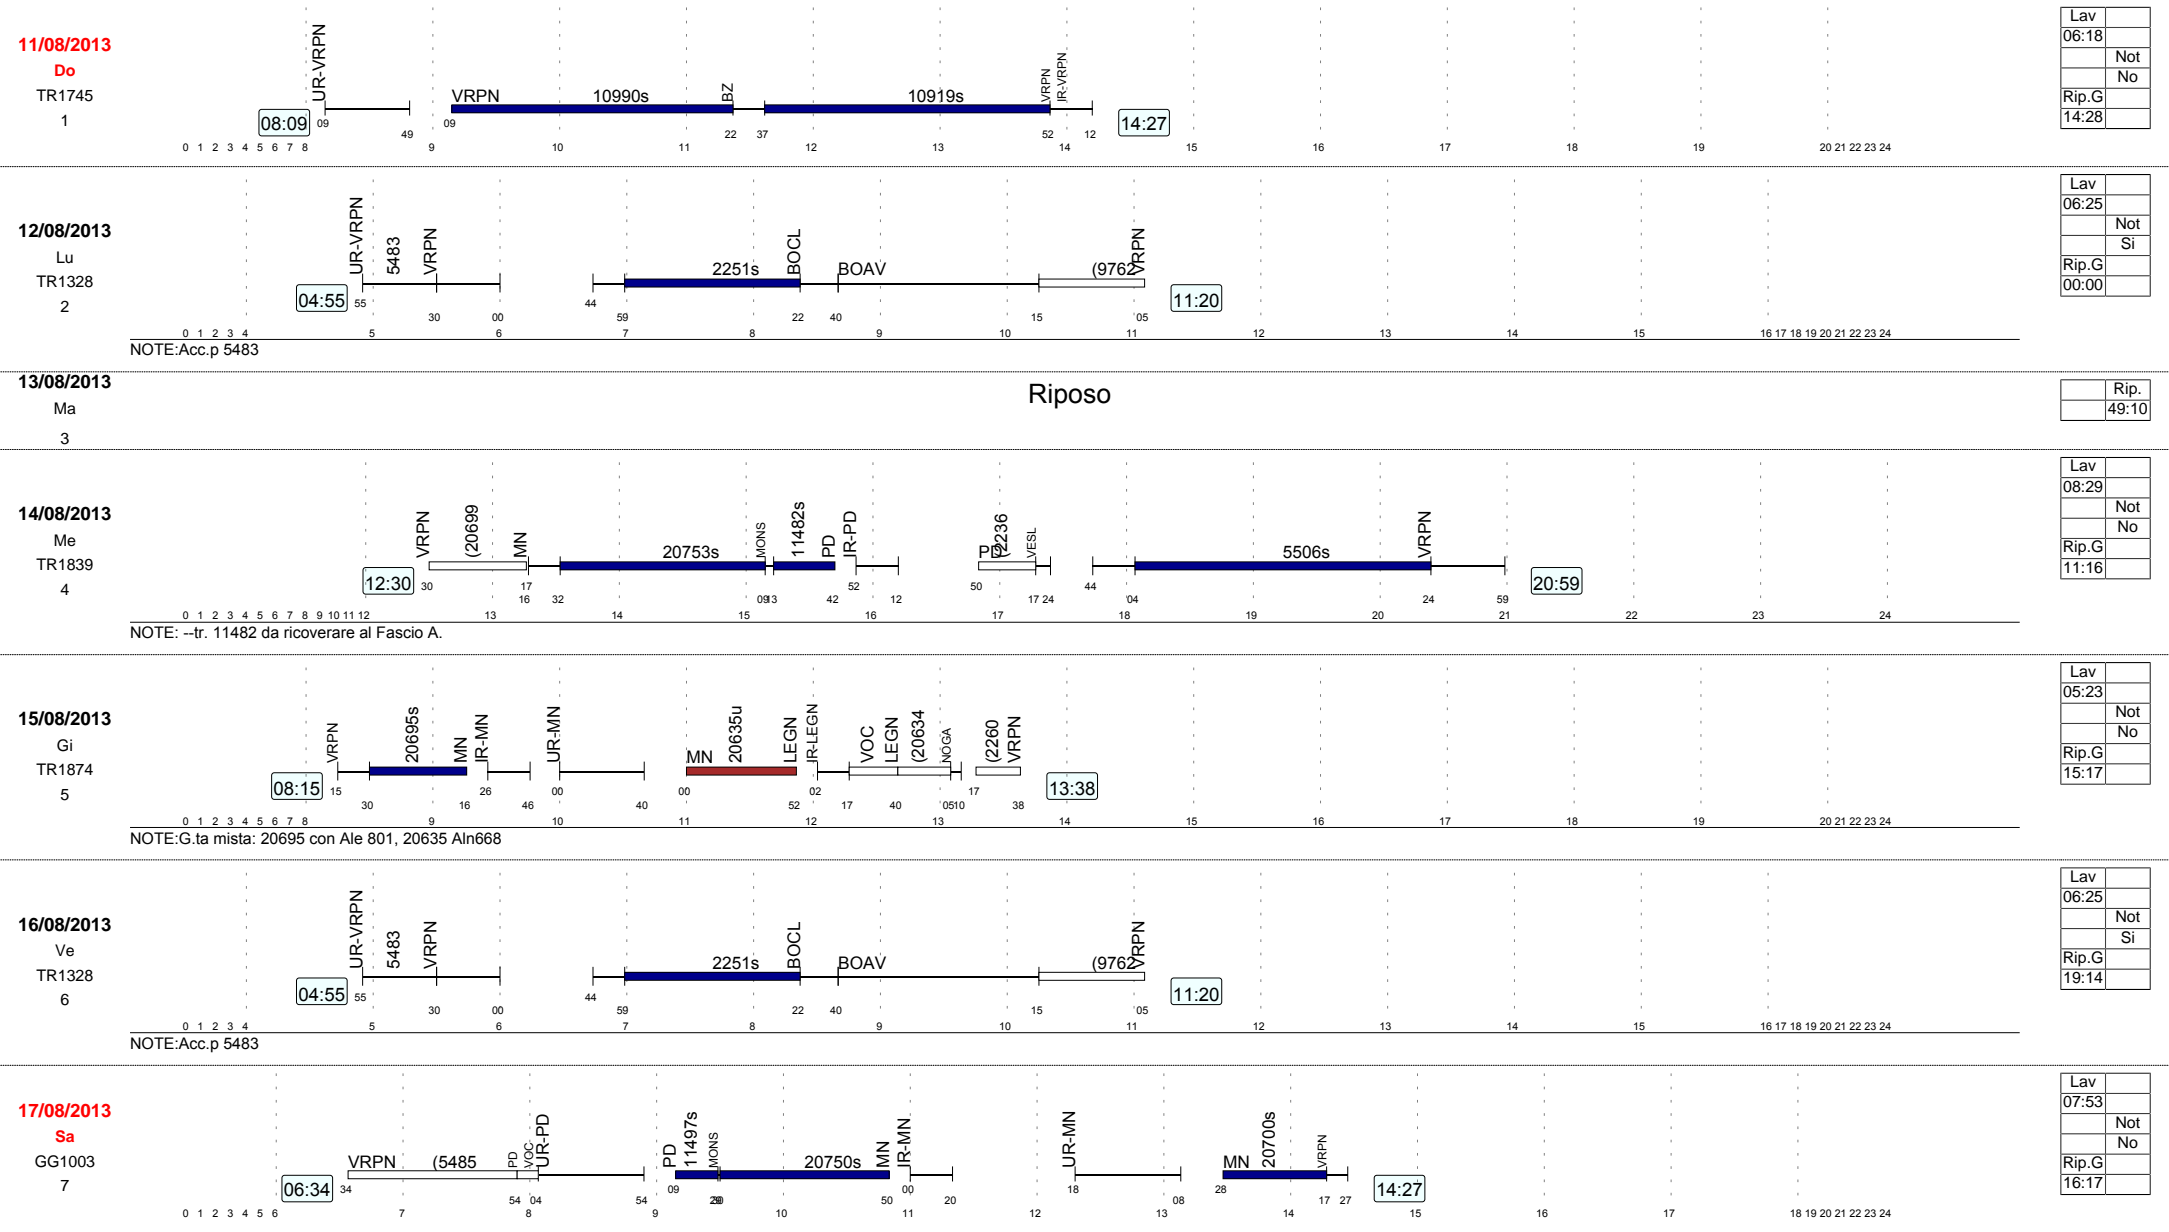 11/08/2013
Do
TR1745
1
08:09
UR-VRPN
09
49
VRPN
09
10990s
BZ
22
37
10919s
VRPN
52
IR-VRPN
12
14:27
0 1 2 3 4 5 6 7 8 9 10 11 12 13 14 15 16 17 18 19 20 21 22 23 24
Lav
06:18
Not
No
Rip.G
14:28
12/08/2013
Lu
TR1328
2
04:55
UR-VRPN
55
5483
VRPN
30
00
44
59
2251s
BOCL
22
BOAV
40
(9762
15
VRPN
05
11:20
0 1 2 3 4 5 6 7 8 9 10 11 12 13 14 15 16 17 18 19 20 21 22 23 24
NOTE:Acc.p 5483
Lav
06:25
Not
Si
Rip.G
00:00
13/08/2013
Ma
3
Riposo
Rip.
49:10
14/08/2013
Me
TR1839
4
12:30
VRPN
30
(20699
MN
17
16
32
20753s
MONS
09
13
11482s
PD
42
IR-PD
52
12
PD
50
(2236
VESL
17 24
44
04
5506s
VRPN
24
59
20:59
0 1 2 3 4 5 6 7 8 9 10 11 12 13 14 15 16 17 18 19 20 21 22 23 24
NOTE: --tr. 11482 da ricoverare al Fascio A.
Lav
08:29
Not
No
Rip.G
11:16
15/08/2013
Gi
TR1874
5
08:15
VRPN
15
30
20695s
MN
16
IR-MN
26
46
UR-MN
00
40
MN
00
20635u
LEGN
52
IR-LEGN
02
17
VOC
LEGN
40
(20634
NOGA
05
10
17
(2260
VRPN
38
13:38
0 1 2 3 4 5 6 7 8 9 10 11 12 13 14 15 16 17 18 19 20 21 22 23 24
NOTE:G.ta mista: 20695 con Ale 801, 20635 Aln668
Lav
05:23
Not
No
Rip.G
15:17
16/08/2013
Ve
TR1328
6
04:55
UR-VRPN
55
5483
VRPN
30
00
44
59
2251s
BOCL
22
BOAV
40
(9762
15
VRPN
05
11:20
0 1 2 3 4 5 6 7 8 9 10 11 12 13 14 15 16 17 18 19 20 21 22 23 24
NOTE:Acc.p 5483
Lav
06:25
Not
Si
Rip.G
19:14
17/08/2013
Sa
GG1003
7
06:34
VRPN
34
(5485
PD
54
VOC
04
UR-PD
54
PD
09
11497s
MONS
20750s
MN
50
IR-MN
00
20
UR-MN
18
08
MN
28
20700s
VRPN
17 27
14:27
0 1 2 3 4 5 6 7 8 9 10 11 12 13 14 15 16 17 18 19 20 21 22 23 24
Lav
07:53
Not
No
Rip.G
16:17